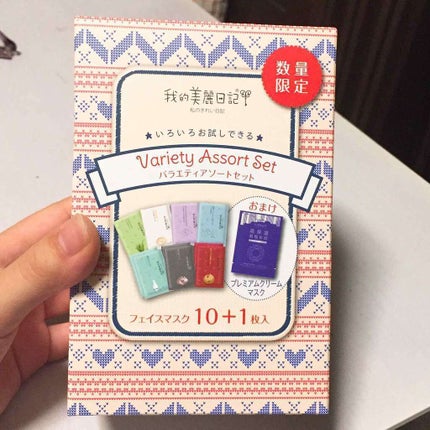 数量
限定
我的美麗日記
私のきれい日記
★いろいろお試しできる★
Variety Assort Set
バラエティアソートセット
おまけ
プレミアムクリーム
マスク
フェイスマスク 10+1枚入